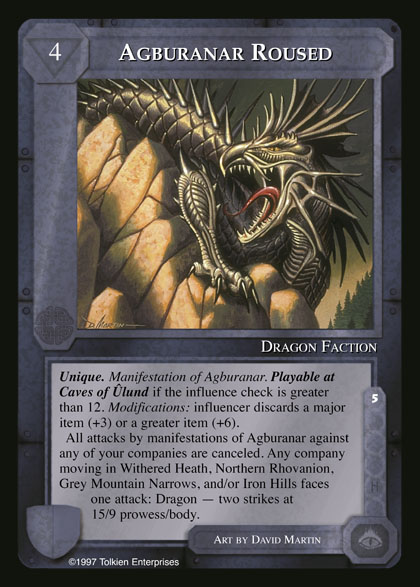 4
AGBURANAR ROUSED
D. MARTIN
DRAGON FACTION
Unique. Manifestation of Agburanar. Playable at
Caves of Ûlund if the influence check is greater
than 12. Modifications: influencer discards a major
item (+3) or a greater item (+6).
All attacks by manifestations of Agburanar against
any of your companies are canceled. Any company
moving in Withered Heath, Northern Rhovanion,
Grey Mountain Narrows, and/or Iron Hills faces
one attack: Dragon — two strikes at
15/9 prowess/body.
5
H
ART BY DAVID MARTIN
©1997 Tolkien Enterprises